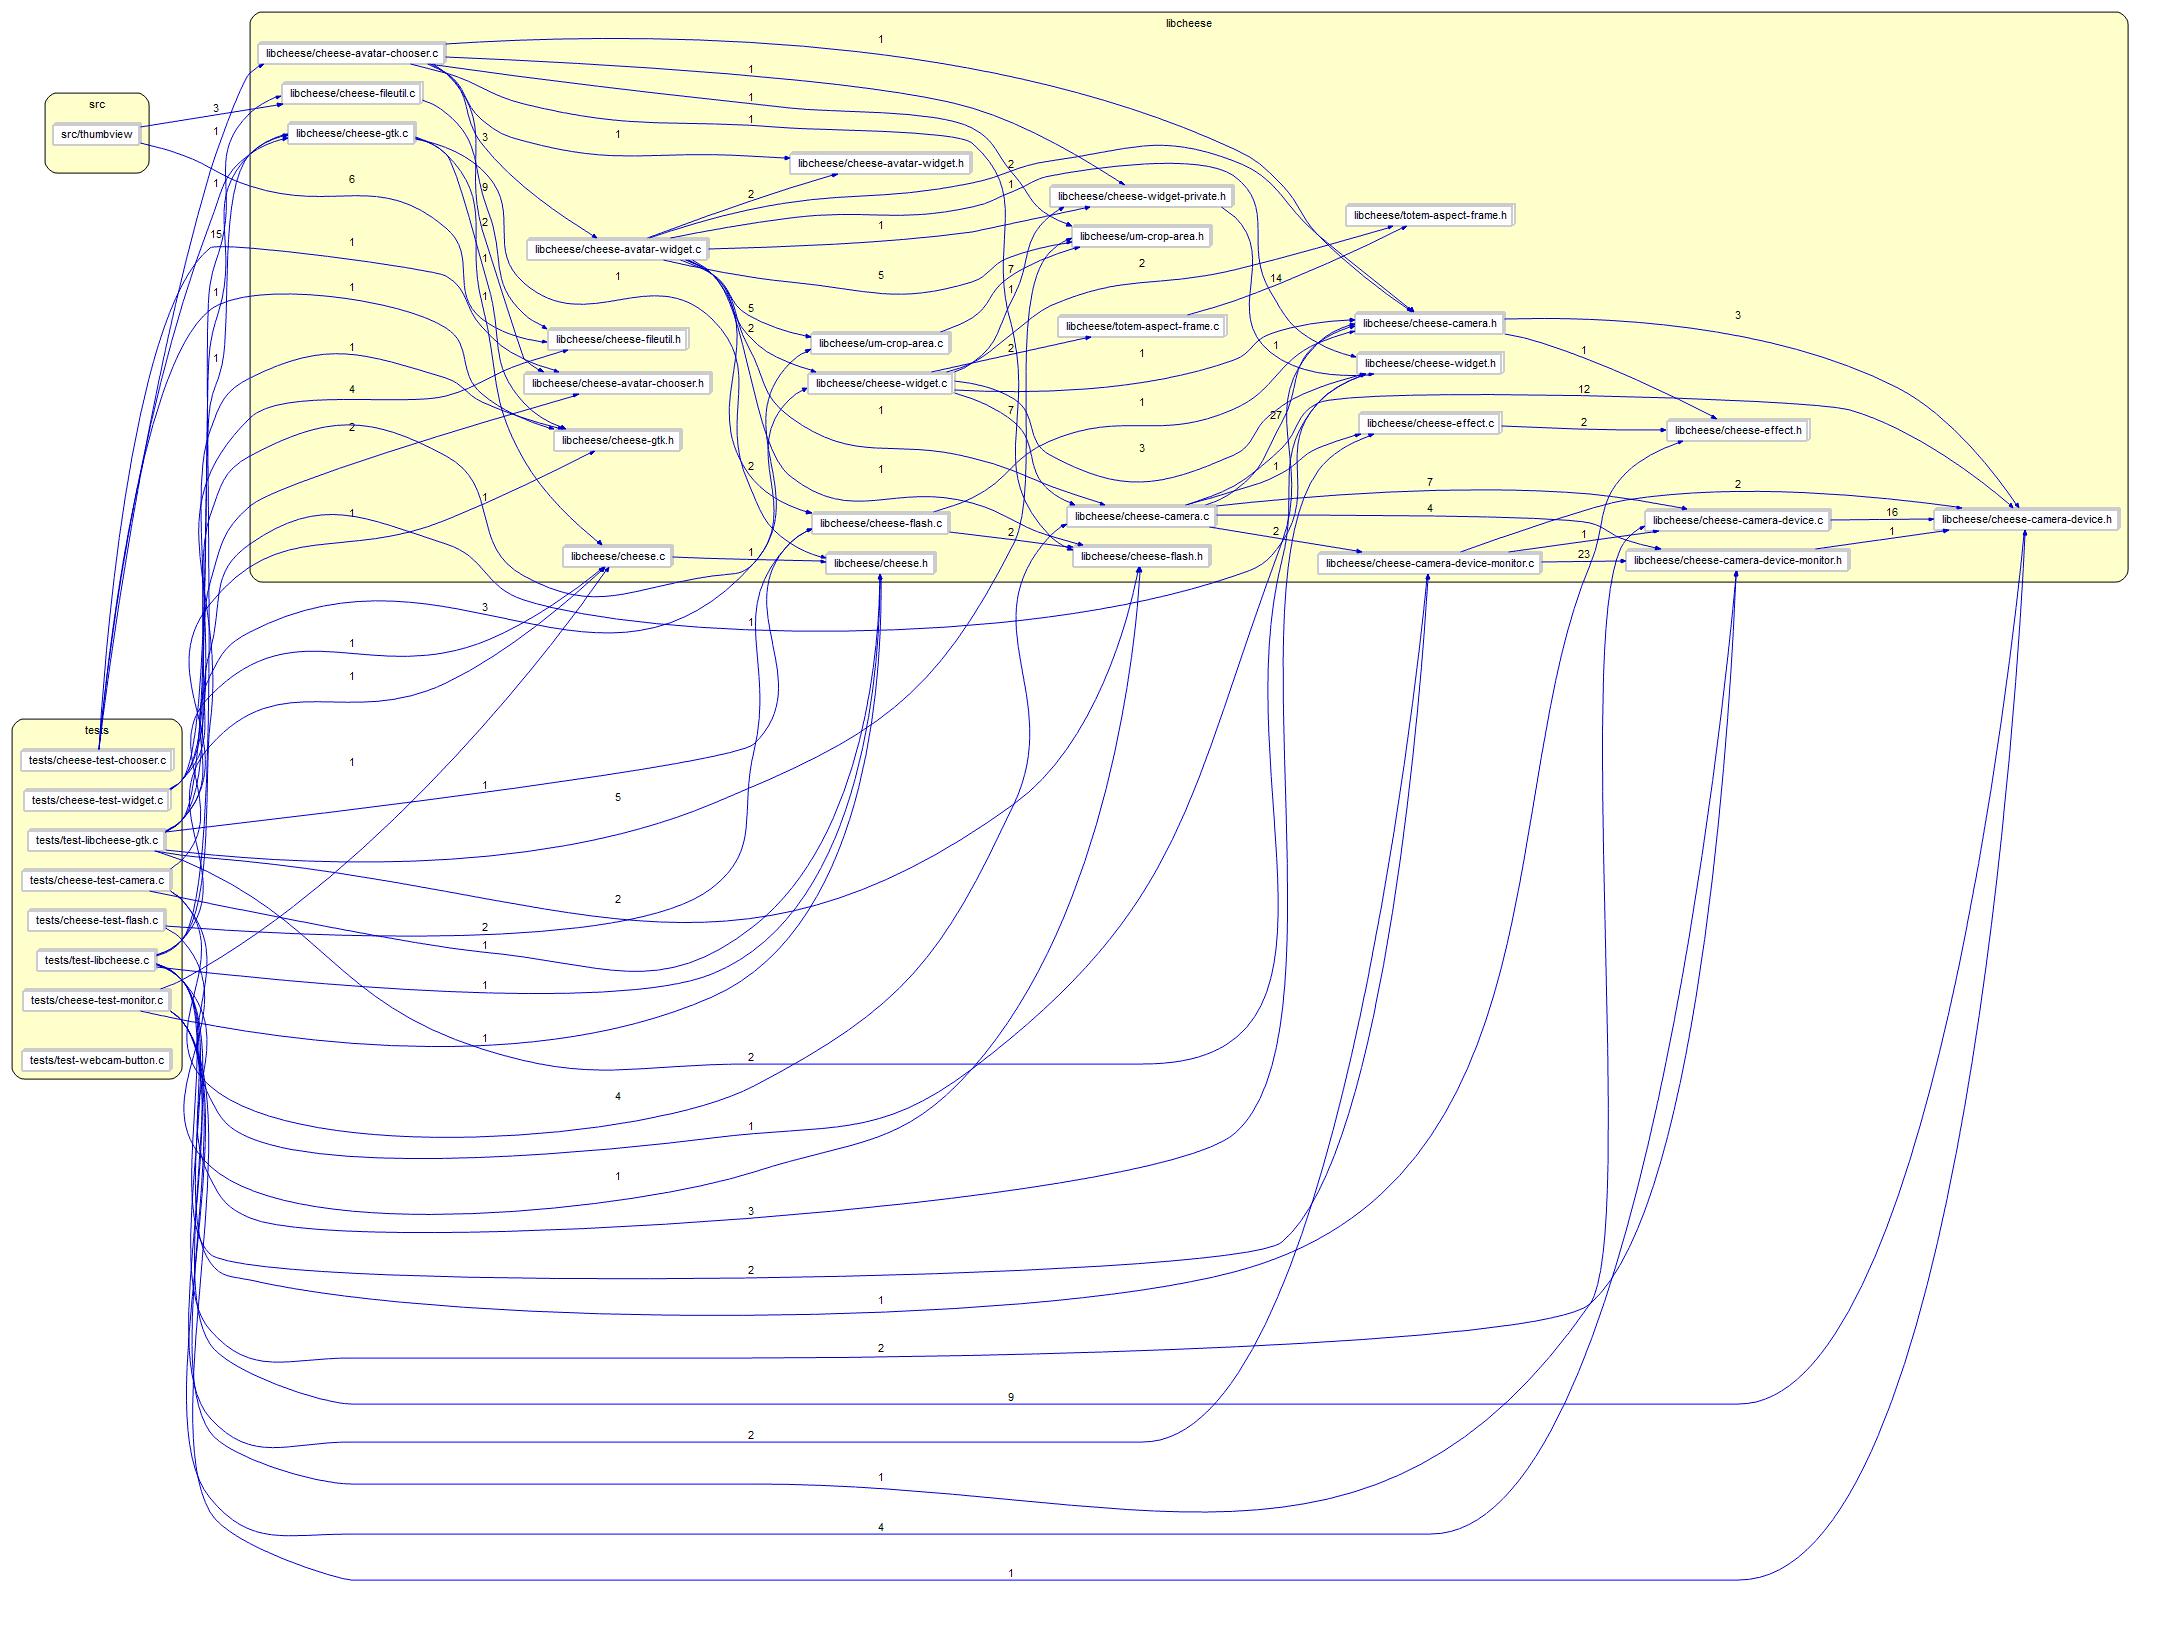 libcheese
1
libcheese/cheese-avatar-chooser.c
1
libcheese/cheese-fileutil.c
1
src
3
1
src/thumbview
libcheese/cheese-gtk.c
1
1
3
libcheese/cheese-avatar-widget.h
2
6
1
9
2
1
libcheese/cheese-widget-private.h
2
1
libcheese/totem-aspect-frame.h
15
1
libcheese/cheese-avatar-widget.c
libcheese/um-crop-area.h
1
1
5
7
2
14
1
1
1
1
5
2
1
3
libcheese/cheese-fileutil.h
libcheese/um-crop-area.c
libcheese/totem-aspect-frame.c
libcheese/cheese-camera.h
1
1
2
1
1
1
libcheese/cheese-avatar-chooser.h
libcheese/cheese-widget.c
libcheese/cheese-widget.h
4
12
1
7
1
27
2
libcheese/cheese-gtk.h
libcheese/cheese-effect.c
2
libcheese/cheese-effect.h
3
2
1
1
1
7
2
1
libcheese/cheese-flash.c
libcheese/cheese-camera.c
4
libcheese/cheese-camera-device.c
16
libcheese/cheese-camera-device.h
2
2
1
1
libcheese/cheese.c
1
libcheese/cheese.h
libcheese/cheese-flash.h
libcheese/cheese-camera-device-monitor.c
23
libcheese/cheese-camera-device-monitor.h
3
1
1
1
tests
tests/cheese-test-chooser.c
1
tests/cheese-test-widget.c
1
5
tests/test-libcheese-gtk.c
tests/cheese-test-camera.c
2
tests/cheese-test-flash.c
2
1
tests/test-libcheese.c
1
tests/cheese-test-monitor.c
1
tests/test-webcam-button.c
2
4
1
1
3
2
1
2
9
2
1
4
1